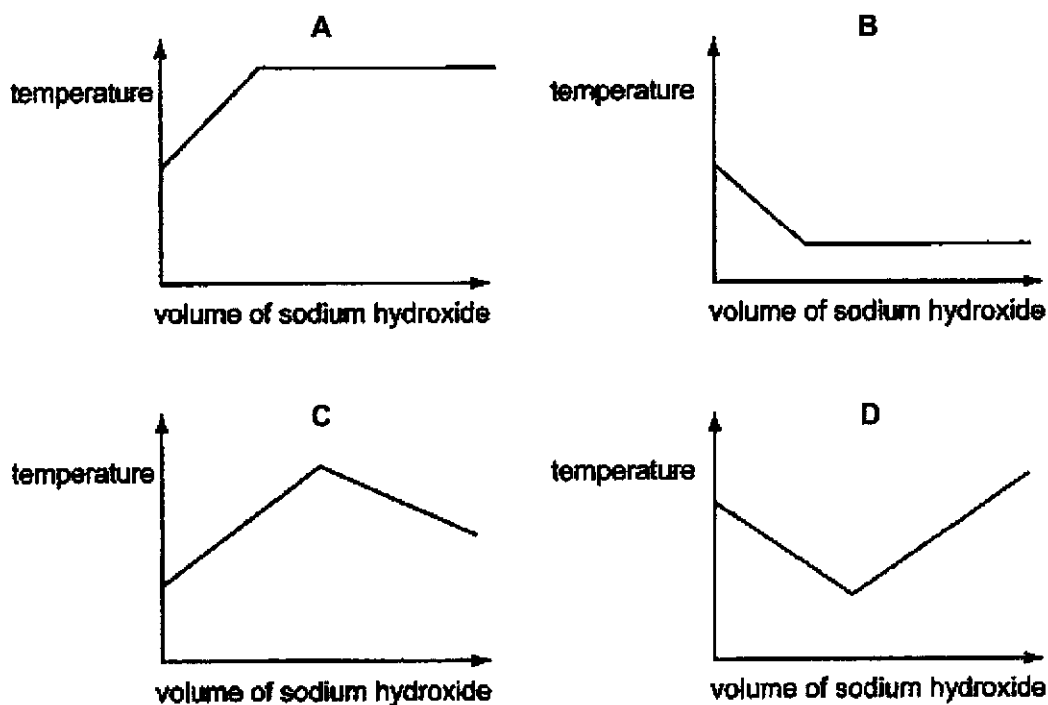 A
temperature
volume of sodium hydroxide
B
temperature
volume of sodium hydroxide
C
temperature
volume of sodium hydroxide
D
temperature
volume of sodium hydroxide